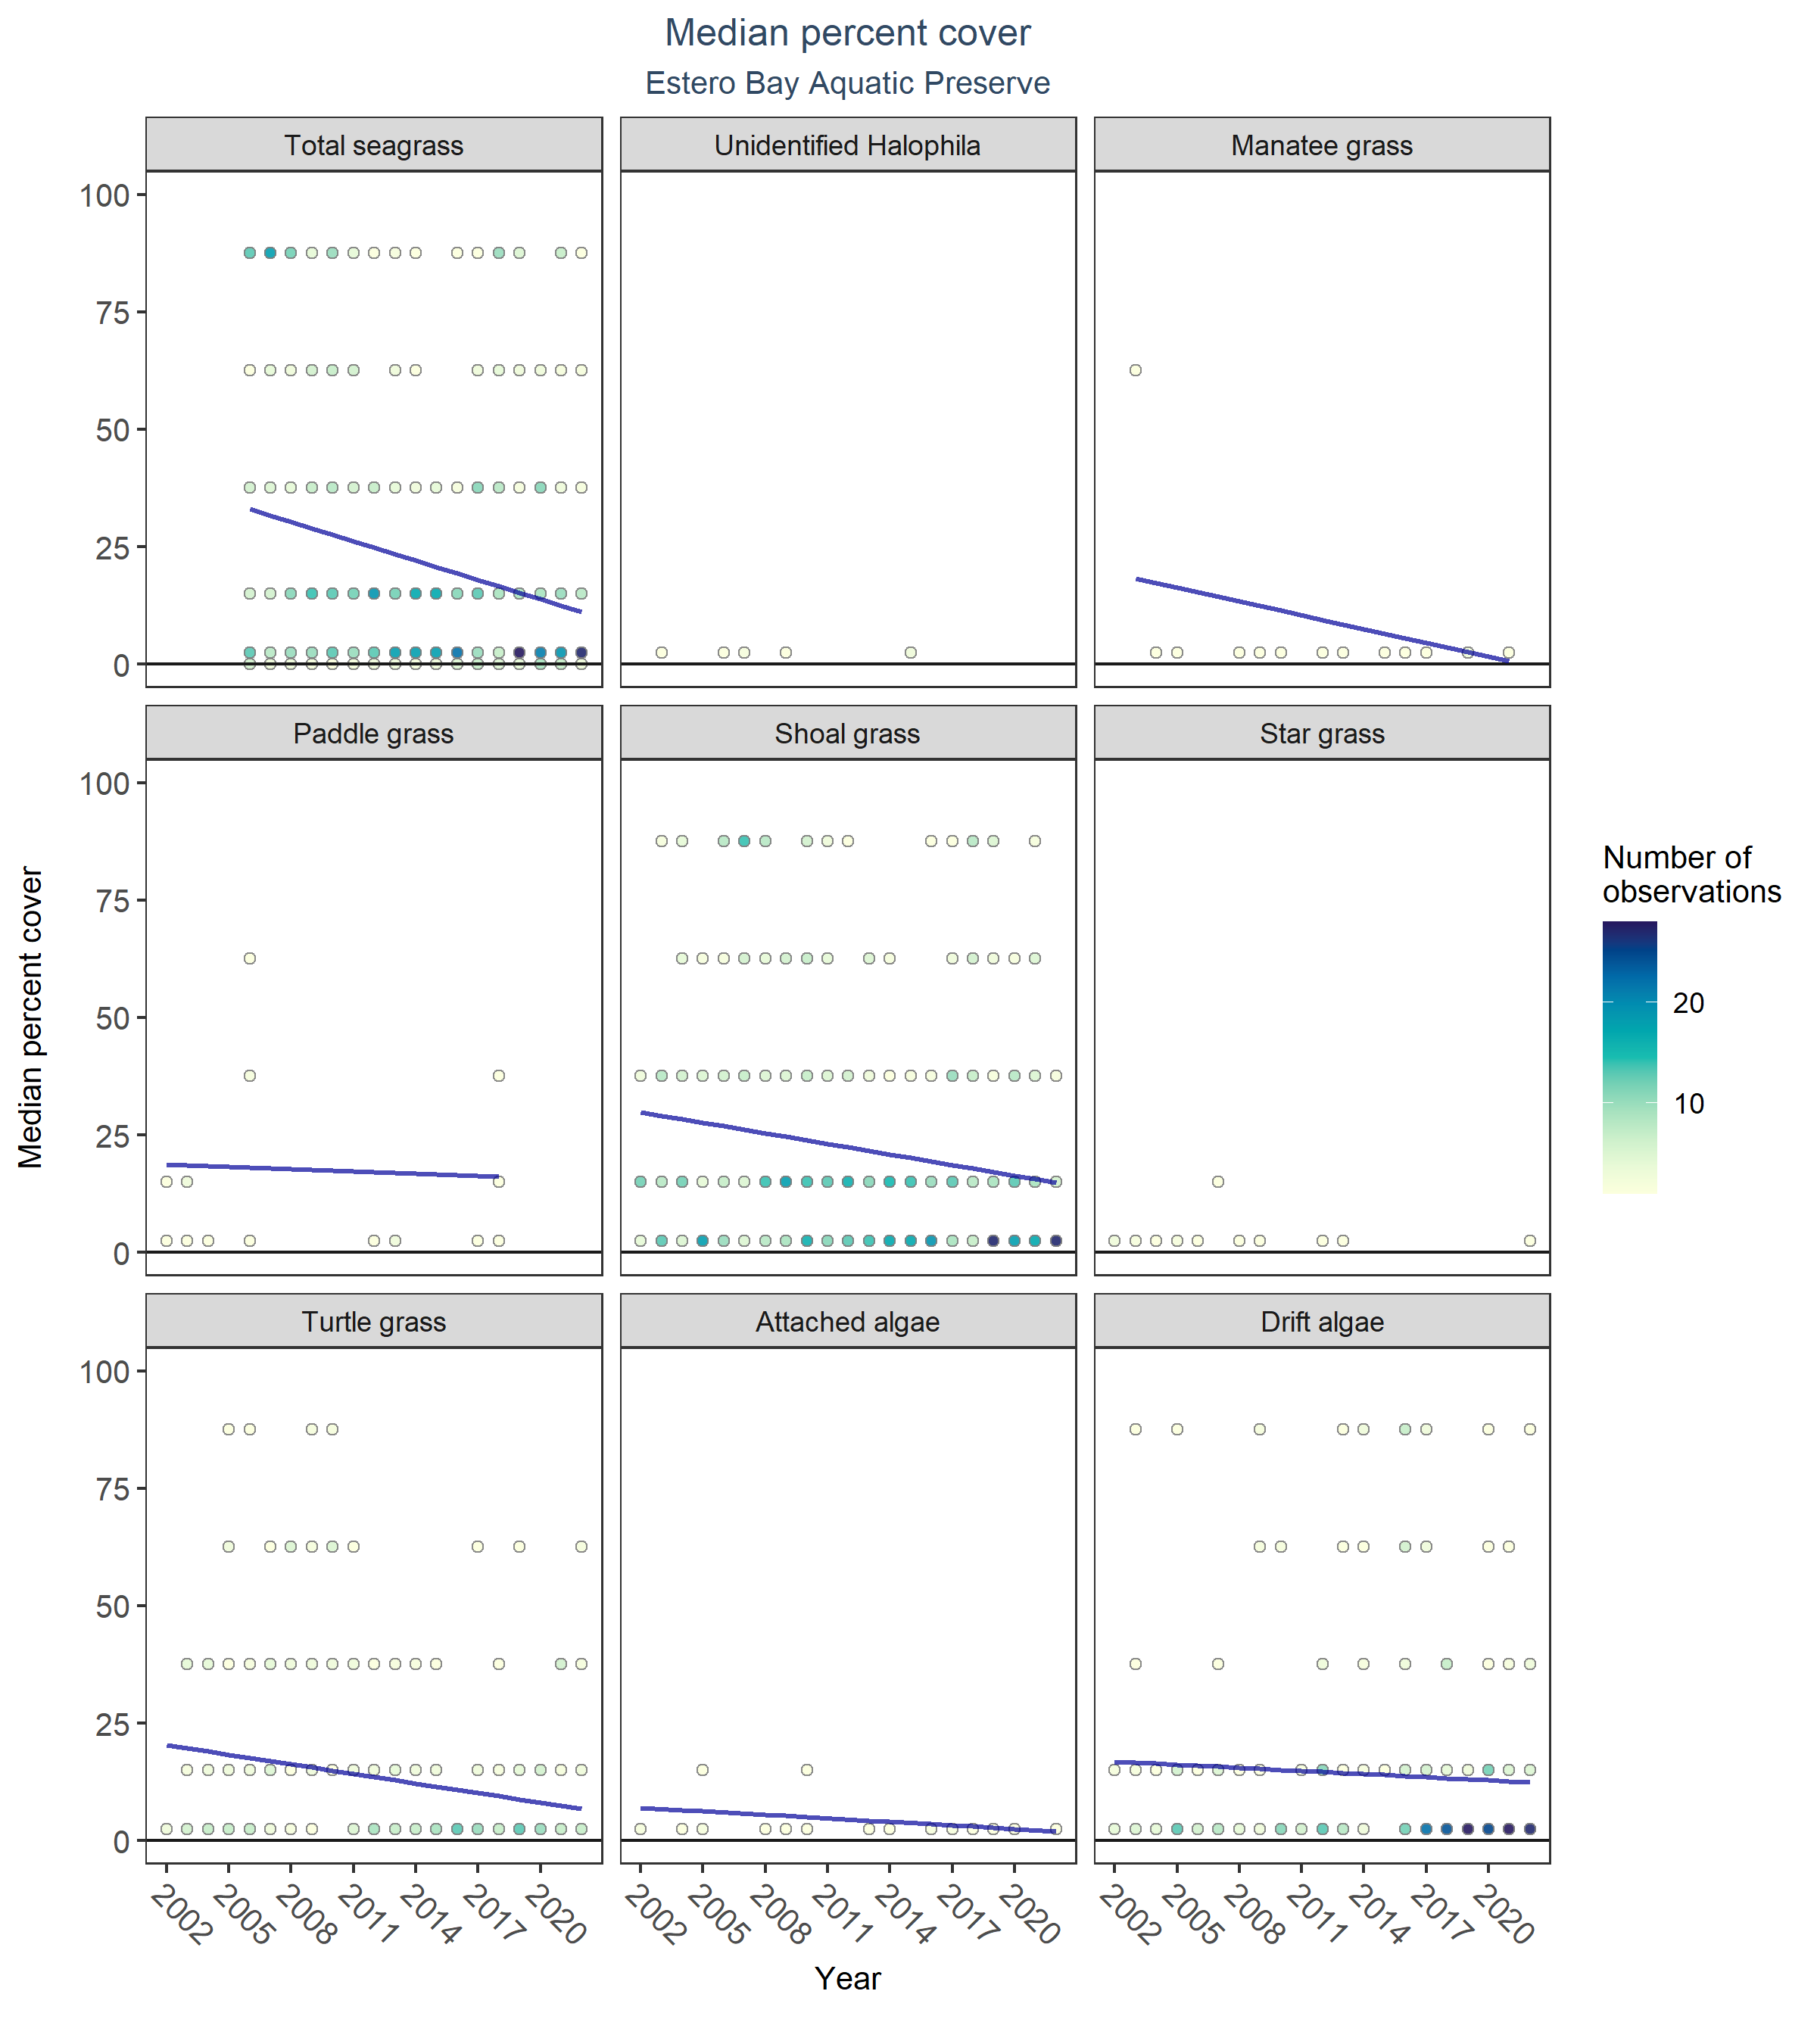 Median percent cover
Estero Bay Aquatic Preserve
Total seagrass
Unidentified Halophila
Manatee grass
100
75
50
25
0
Paddle grass
Shoal grass
Star grass
100
75
50
25
0
Median percent cover
Number of
observations
20
10
Turtle grass
Attached algae
Drift algae
100
75
50
25
0
2002 2005 2008 2011 2014 2017 2020
2002 2005 2008 2011 2014 2017 2020
2002 2005 2008 2011 2014 2017 2020
Year